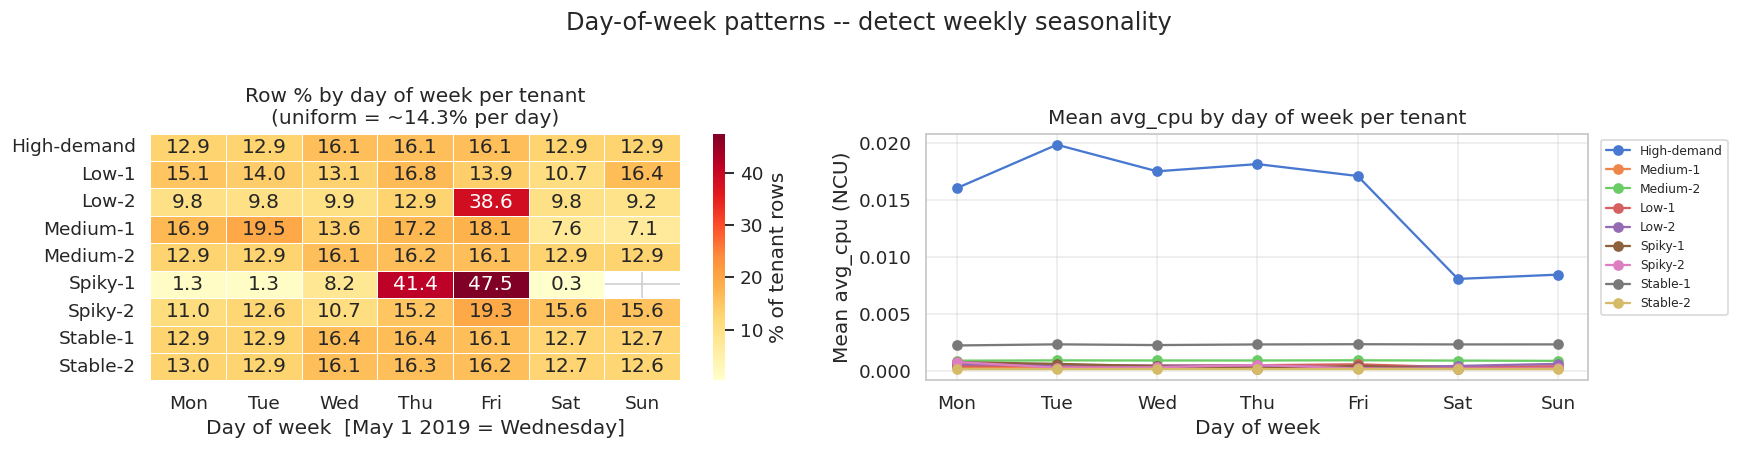 Day-of-week patterns -- detect weekly seasonality
Row % by day of week per tenant
(uniform = ~14.3% per day)
High-demand 12.9 12.9 16.1 16.1 16.1 12.9 12.9
Low-1 15.1 14.0 13.1 16.8 13.9 10.7 16.4
Low-2 9.8 9.8 9.9 12.9 38.6 9.8 9.2
Medium-1 16.9 19.5 13.6 17.2 18.1 7.6 7.1
Medium-2 12.9 12.9 16.1 16.2 16.1 12.9 12.9
Spiky-1 1.3 1.3 8.2 41.4 47.5 0.3
Spiky-2 11.0 12.6 10.7 15.2 19.3 15.6 15.6
Stable-1 12.9 12.9 16.4 16.4 16.1 12.7 12.7
Stable-2 13.0 12.9 16.1 16.3 16.2 12.7 12.6
Mon Tue Wed Thu Fri Sat Sun
Day of week [May 1 2019 = Wednesday]
40
30
20
10
% of tenant rows
Mean avg_cpu by day of week per tenant
Mean avg_cpu (NCU)
0.020
0.015
0.010
0.005
0.000
Mon Tue Wed Thu Fri Sat Sun
Day of week
High-demand
Medium-1
Medium-2
Low-1
Low-2
Spiky-1
Spiky-2
Stable-1
Stable-2